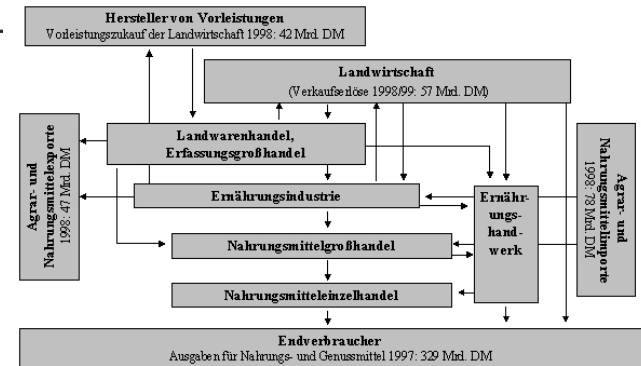 Hersteller von Vorleistungen
Vorleistungszukauf der Landwirtschaft 1998: 42 Mrd. DM
Landwirtschaft
(Verkaufserlöse 1998/99: 57 Mrd. DM)
Landwarenhandel,
Erfassungsgroßhandel
Agrar- und
Nahrungsmittelexporte
1998: 47 Mrd. DM
Agrar- und
Nahrungsmittelimporte
1998: 78 Mrd. DM
Ernährungsindustrie
Ernähr-
ungs-
hand-
werk
Nahrungsmittelgroßhandel
Nahrungsmitteleinzelhandel
Endverbraucher
Ausgaben für Nahrungs- und Genussmittel 1997: 329 Mrd. DM